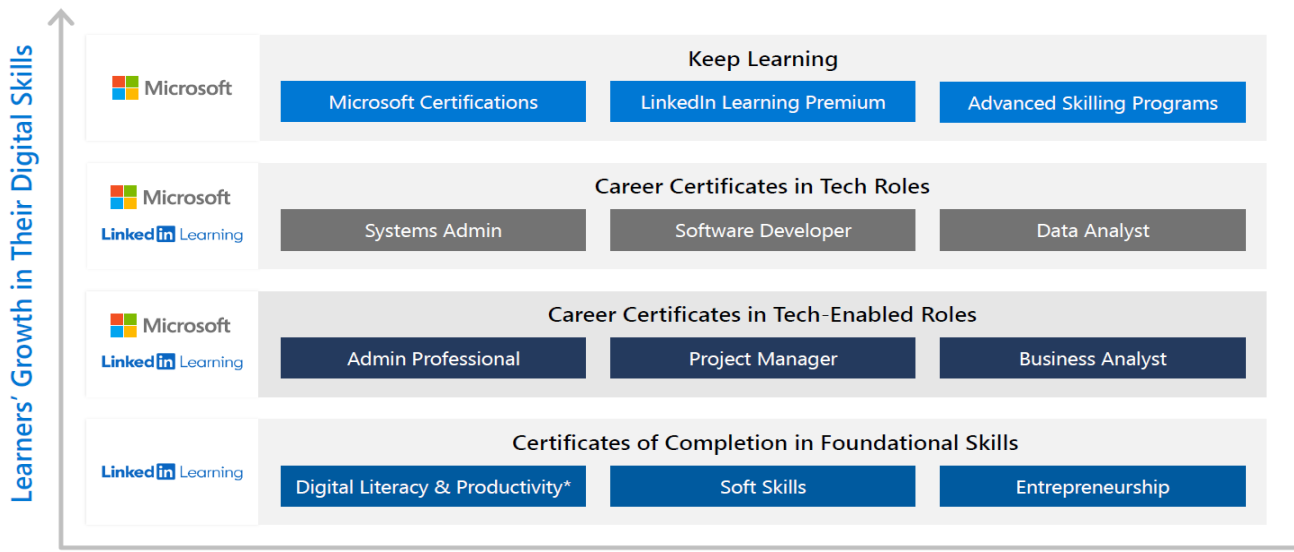 Learners' Growth in Their Digital Skills
Keep Learning
Microsoft
Microsoft Certifications
LinkedIn Learning Premium
Advanced Skilling Programs
Career Certificates in Tech Roles
Microsoft
LinkedIn Learning
Systems Admin
Software Developer
Data Analyst
Career Certificates in Tech-Enabled Roles
Microsoft
LinkedIn Learning
Admin Professional
Project Manager
Business Analyst
Certificates of Completion in Foundational Skills
LinkedIn Learning
Digital Literacy & Productivity*
Soft Skills
Entrepreneurship